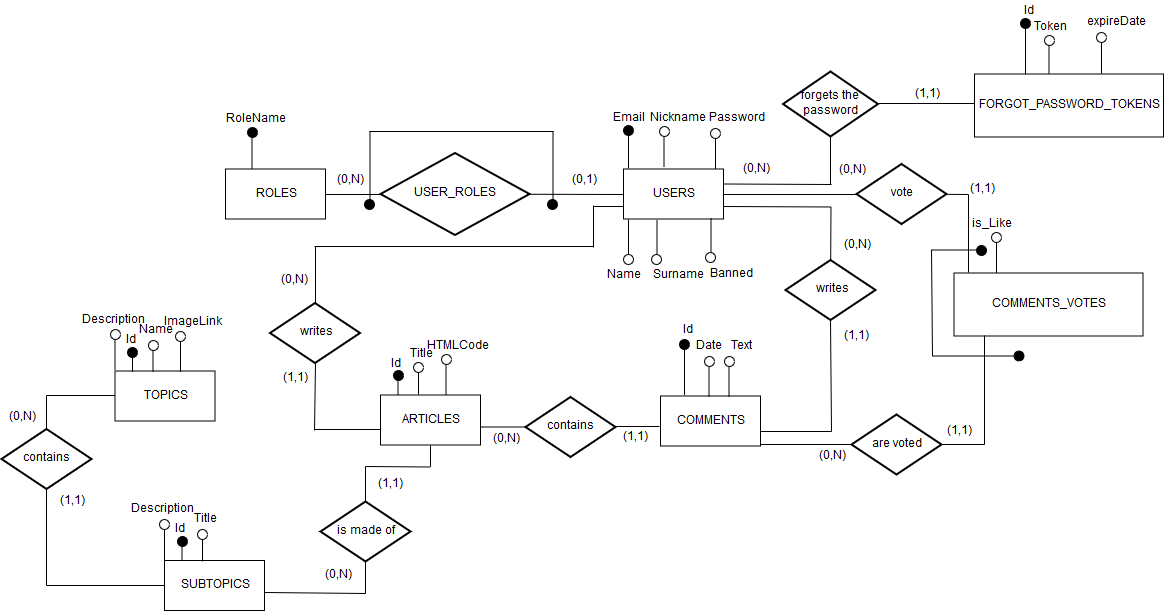 Id
Token
expireDate
FORGOT_PASSWORD_TOKENS
forgets the
password
(1,1)
RoleName
Email
Nickname
Password
ROLES
(0,N)
USER_ROLES
(0,1)
USERS
(0,N)
(0,N)
vote
(1,1)
Name
Surname
Banned
is_Like
COMMENTS_VOTES
(0,N)
writes
(1,1)
(0,N)
writes
(1,1)
Description
Id
Name
ImageLink
TOPICS
Id
Title
HTMLCode
ARTICLES
Id
Date
Text
COMMENTS
(0,N)
contains
(1,1)
(0,N)
contains
(1,1)
(0,N)
are voted
(1,1)
(1,1)
is made of
(0,N)
Description
Id
Title
SUBTOPICS